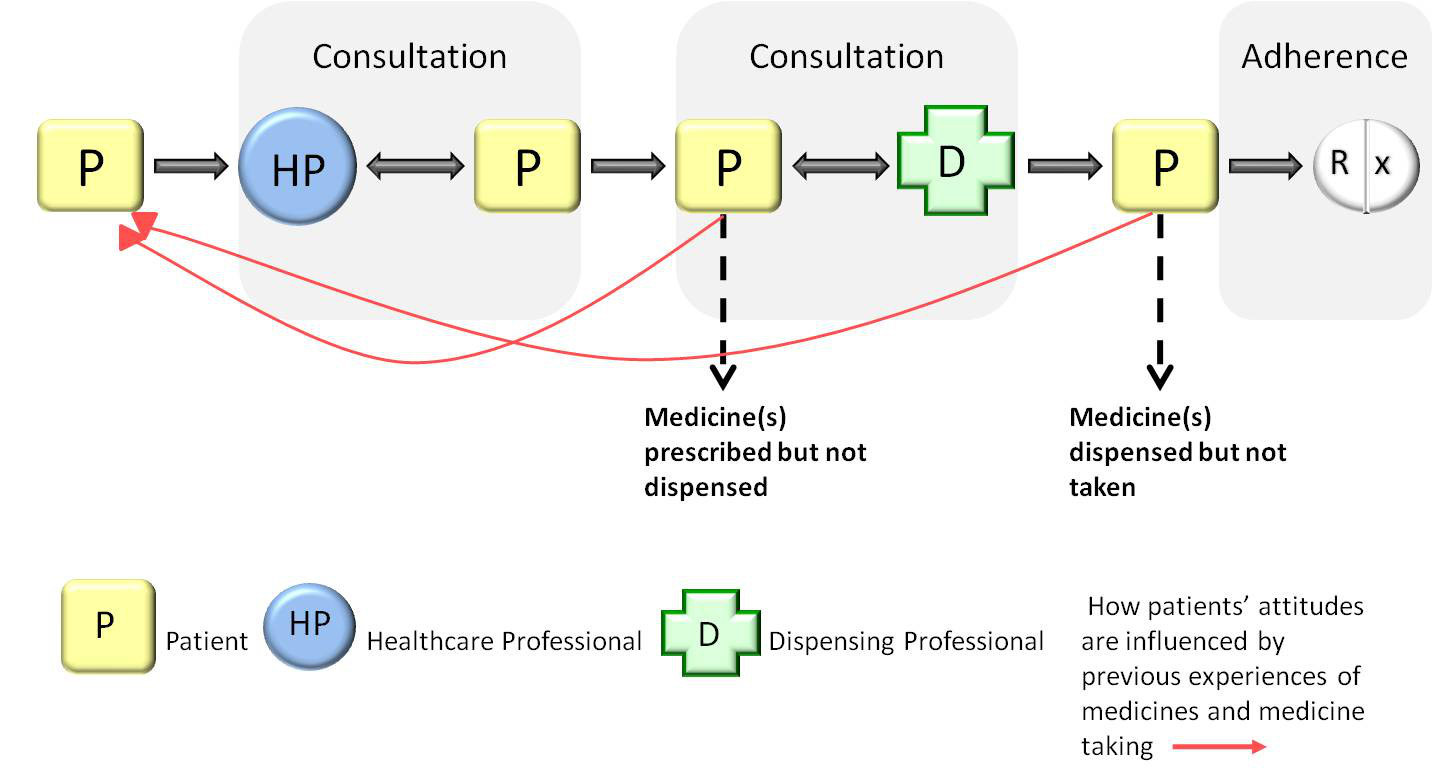 Consultation
Consultation
Adherence
P
HP
P
P
D
P
R x
Medicine(s)
prescribed but not
dispensed
Medicine(s)
dispensed but not
taken
P
Patient
HP
Healthcare Professional
D
Dispensing Professional
How patients’ attitudes
are influenced by
previous experiences of
medicines and medicine
taking